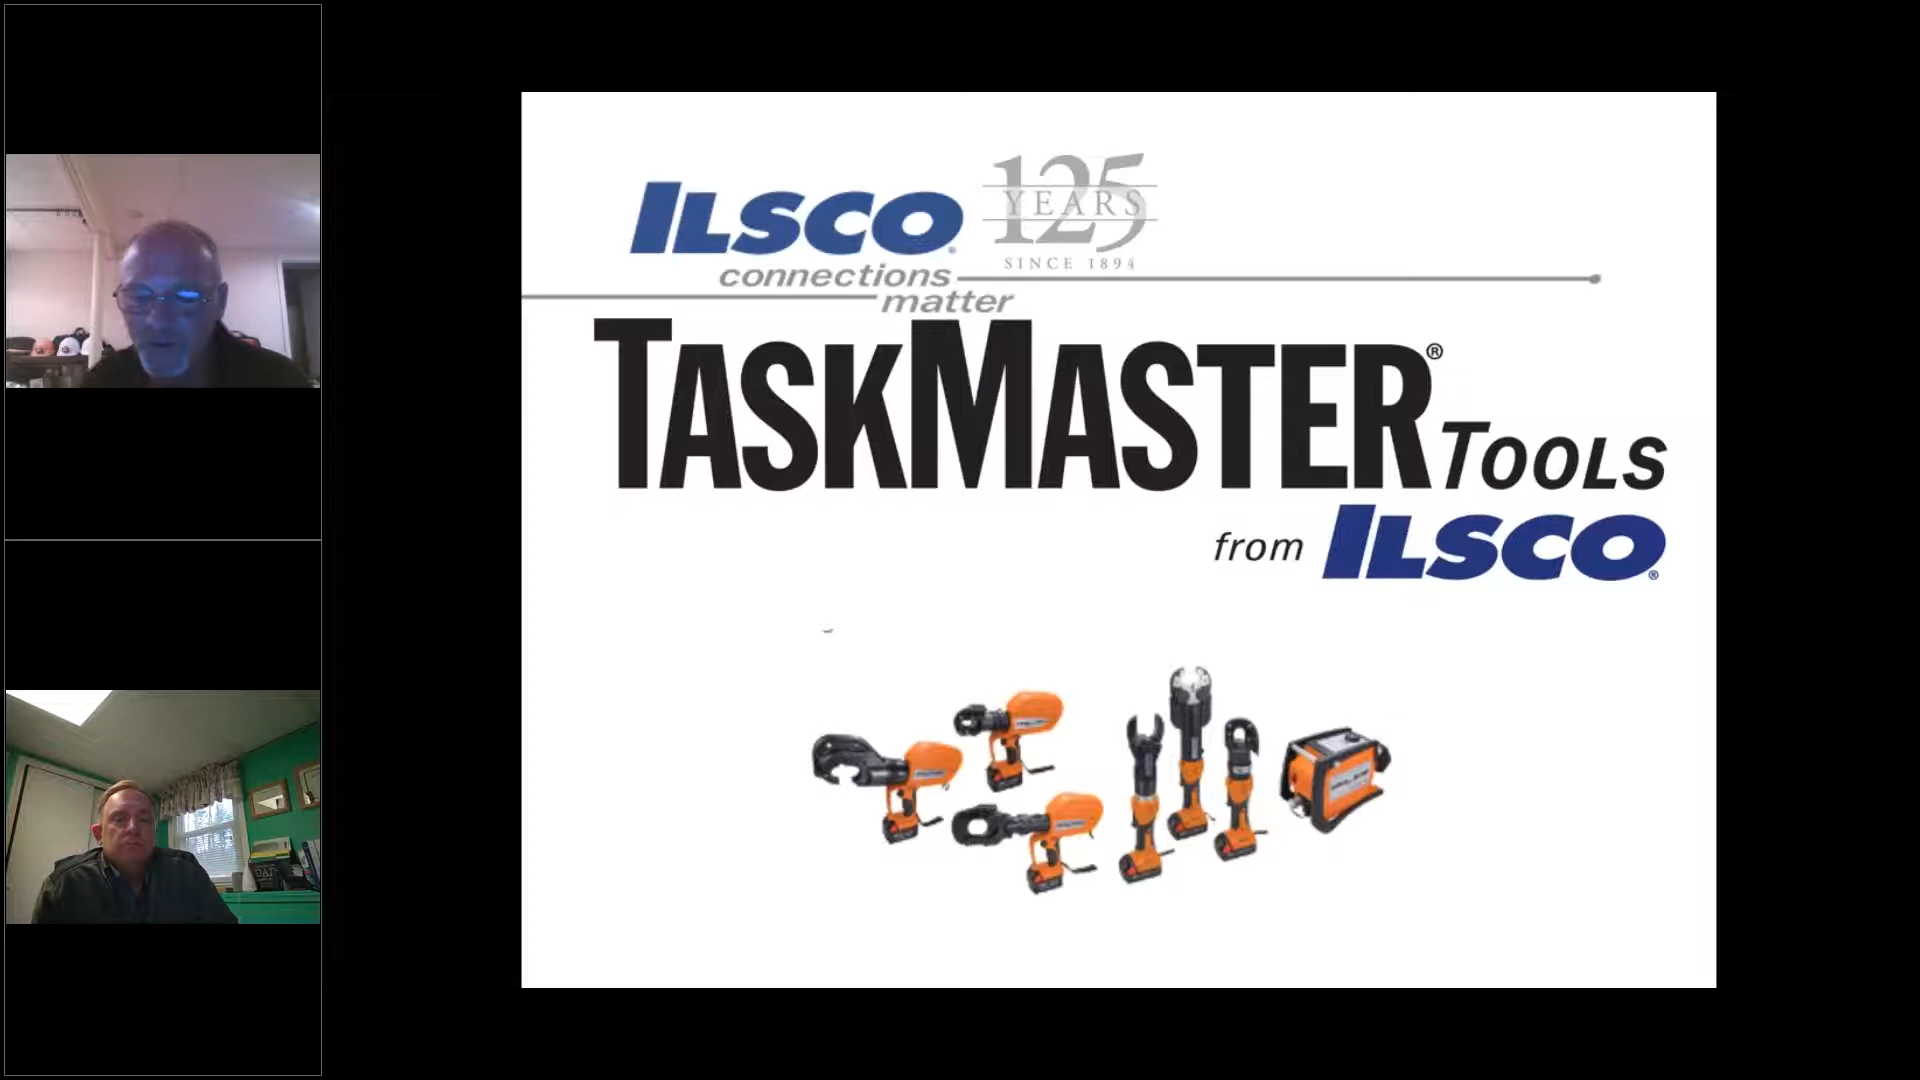 ILSCO®
125
YEARS
SINCE 1894
connections
matter
TASKMASTER® TOOLS
from ILSCO®